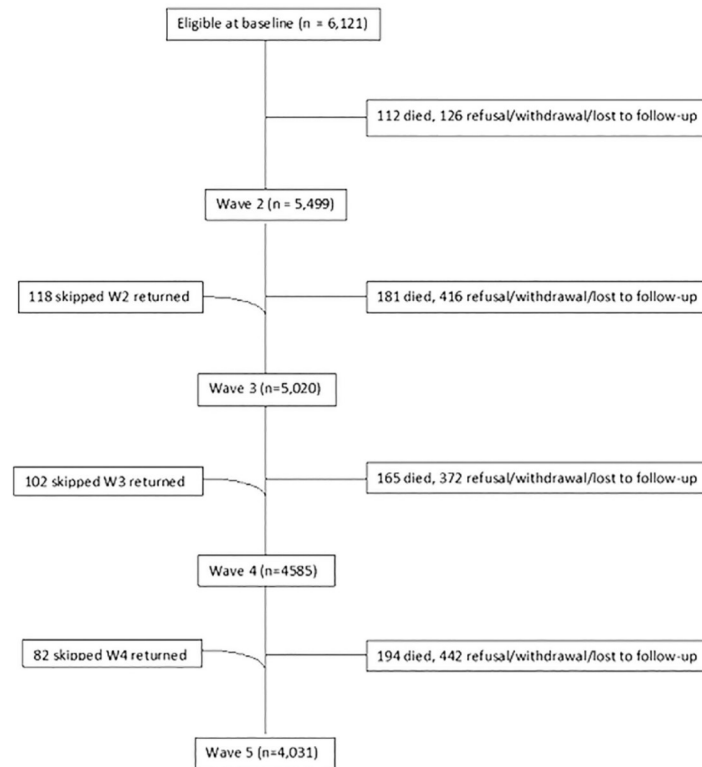 Eligible at baseline (n = 6,121)
112 died, 126 refusal/withdrawal/lost to follow-up
Wave 2 (n = 5,499)
118 skipped W2 returned
181 died, 416 refusal/withdrawal/lost to follow-up
Wave 3 (n=5,020)
102 skipped W3 returned
165 died, 372 refusal/withdrawal/lost to follow-up
Wave 4 (n=4585)
82 skipped W4 returned
194 died, 442 refusal/withdrawal/lost to follow-up
Wave 5 (n=4,031)